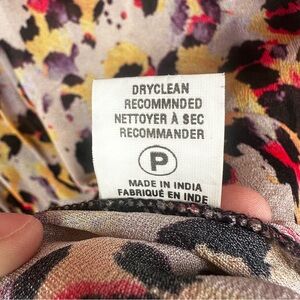 DRYCLEAN
RECOMMNDED
NETTOYER À SEC
RECOMMANDER
P
MADE IN INDIA
FABRIQUÉ EN INDE